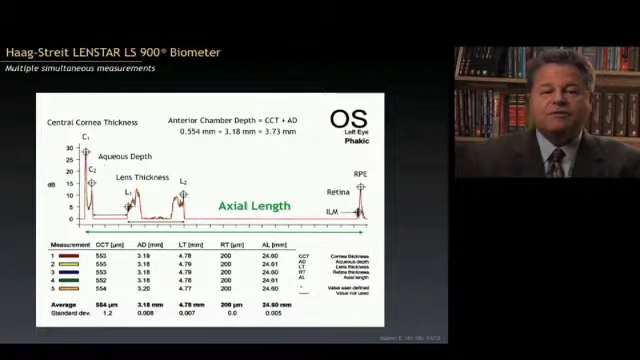 Haag-Streit LENSTAR LS 900® Biometer
Multiple simultaneous measurements
Central Cornea Thickness
Anterior Chamber Depth = CCT + AD
0.554 mm + 3.18 mm = 3.73 mm
OS
Left Eye
Phakic
C1
C2
Aqueous Depth
Lens Thickness
L1
L2
RPE
Retina
ILM
Axial Length
dB
30
25
20
15
10
5
0
Measurement CCT [µm] AD [mm] LT [mm] RT [µm] AL [mm]
1 553 3.19 4.78 200 24.60
2 555 3.18 4.79 200 24.61
3 553 3.18 4.79 200 24.60
4 552 3.18 4.78 200 24.61
5 554 3.20 4.77 200 24.60
Average 554 µm 3.18 mm 4.78 mm 200 µm 24.60 mm
Standard dev. 1.2 0.008 0.007 0.0 0.005
CCT Cornea thickness
AD Aqueous depth
LT Lens thickness
RT Retina thickness
AL Axial length
* Value user defined
Value not used